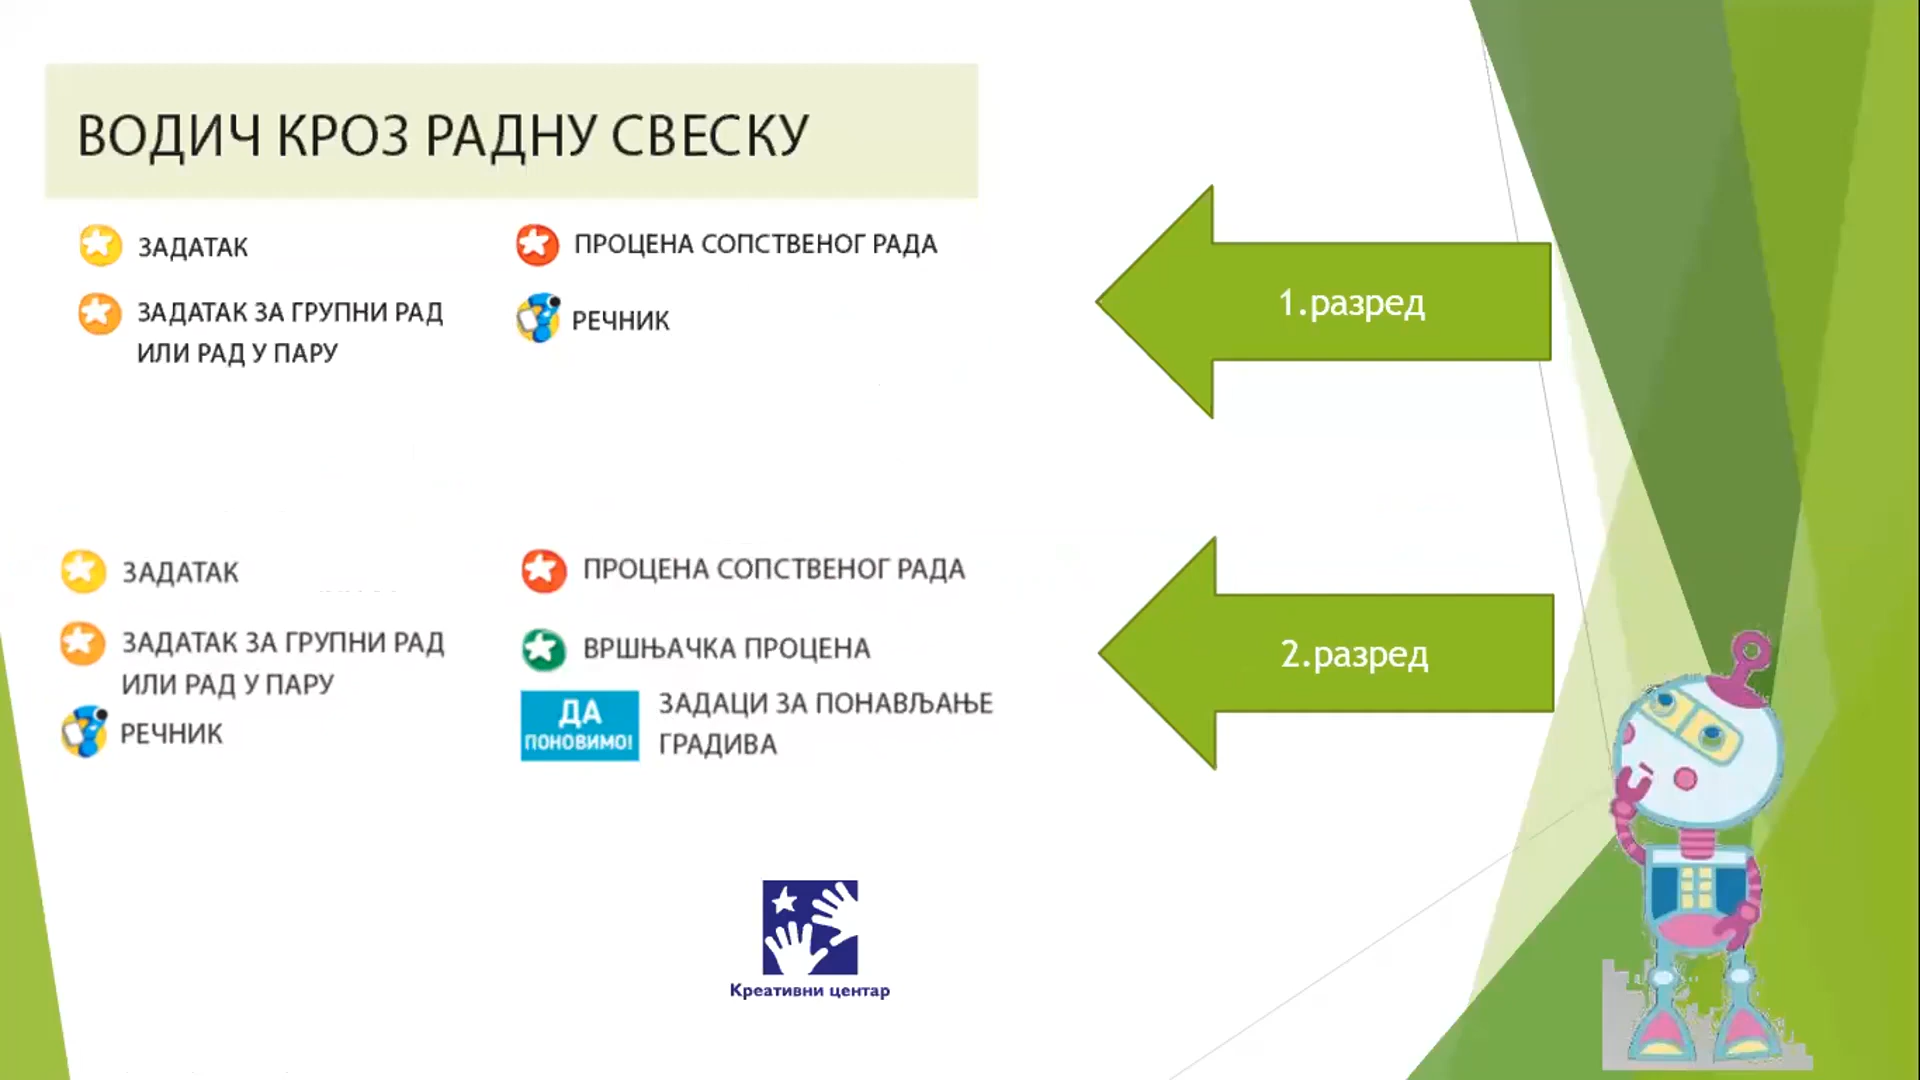 ВОДИЧ КРОЗ РАДНУ СВЕСКУ
ЗАДАТАК
ЗАДАТАК ЗА ГРУПНИ РАД
ИЛИ РАД У ПАРУ
ПРОЦЕНА СОПСТВЕНОГ РАДА
РЕЧНИК
1.разред
ЗАДАТАК
ЗАДАТАК ЗА ГРУПНИ РАД
ИЛИ РАД У ПАРУ
РЕЧНИК
ПРОЦЕНА СОПСТВЕНОГ РАДА
ВРШЊАЧКА ПРОЦЕНА
ДА
ПОНОВИМО!
ЗАДАЦИ ЗА ПОНАВЉАЊЕ
ГРАДИВА
2.разред
Креативни центар